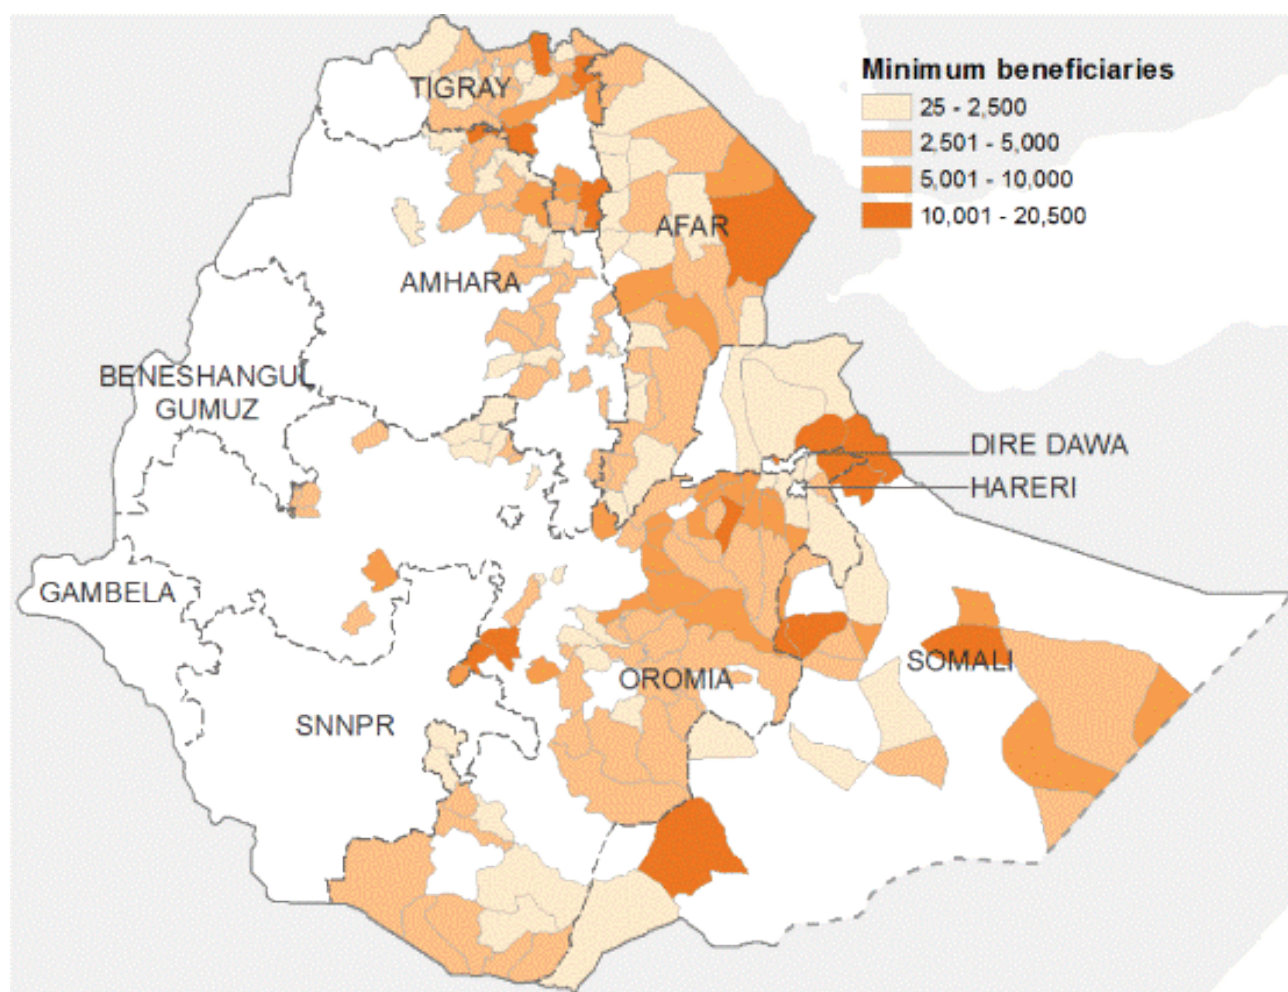 Minimum beneficiaries
25 - 2,500
2,501 - 5,000
5,001 - 10,000
10,001 - 20,500
TIGRAY
AFAR
AMHARA
BENESHANGUL
GUMUZ
DIRE DAWA
HARERI
GAMBELA
SOMALI
OROMIA
SNNPR